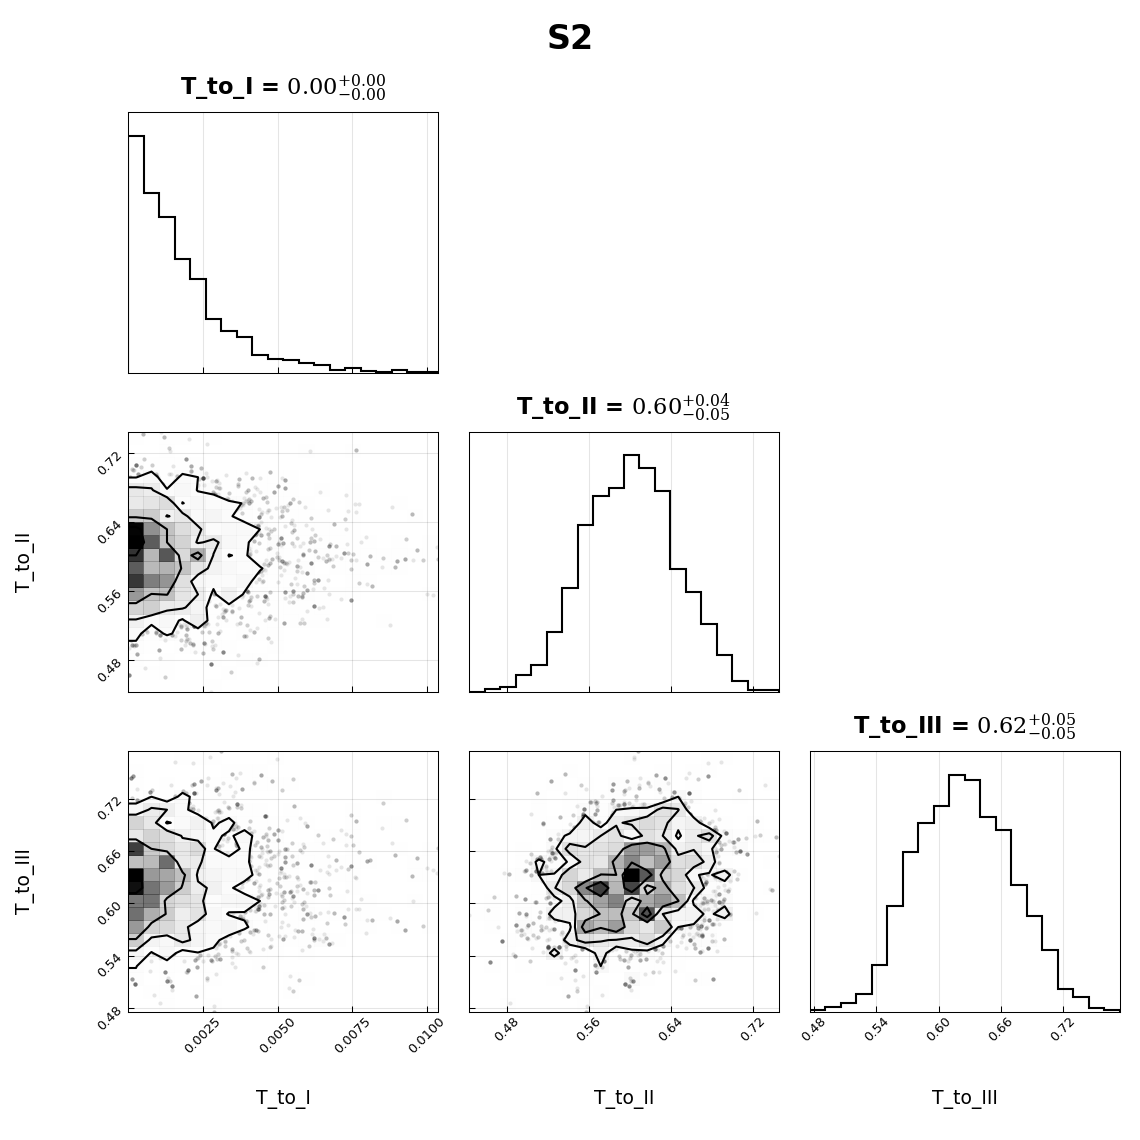 S2
T_to_I = 0.00+0.00−0.00
T_to_II = 0.60+0.04−0.05
0.72
0.64
0.56
0.48
T_to_II
T_to_III = 0.62+0.05−0.05
0.72
0.66
0.60
0.54
0.48
T_to_III
0.0025 0.0050 0.0075 0.0100
0.48 0.56 0.64 0.72
0.48 0.54 0.60 0.66 0.72
T_to_I
T_to_II
T_to_III